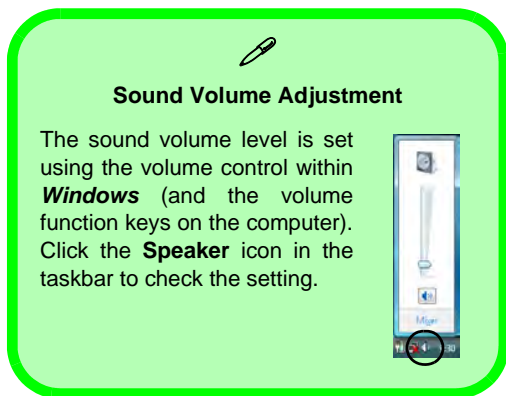 Sound Volume Adjustment
The sound volume level is set
using the volume control within
Windows (and the volume
function keys on the computer).
Click the Speaker icon in the
taskbar to check the setting.
Mixer